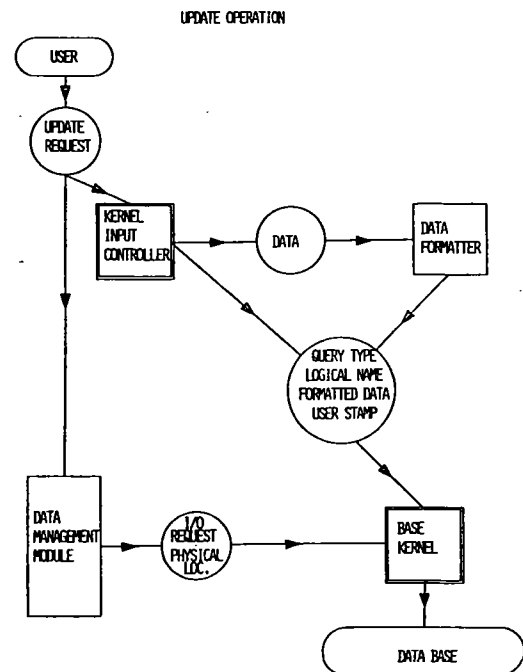 UPDATE OPERATION
USER
UPDATE
REQUEST
KERNEL
INPUT
CONTROLLER
DATA
DATA
FORMATTER
QUERY TYPE
LOGICAL NAME
FORMATTED DATA
USER STAMP
DATA
MANAGEMENT
MODULE
I/O
REQUEST
PHYSICAL
LOC.
BASE
KERNEL
DATA BASE